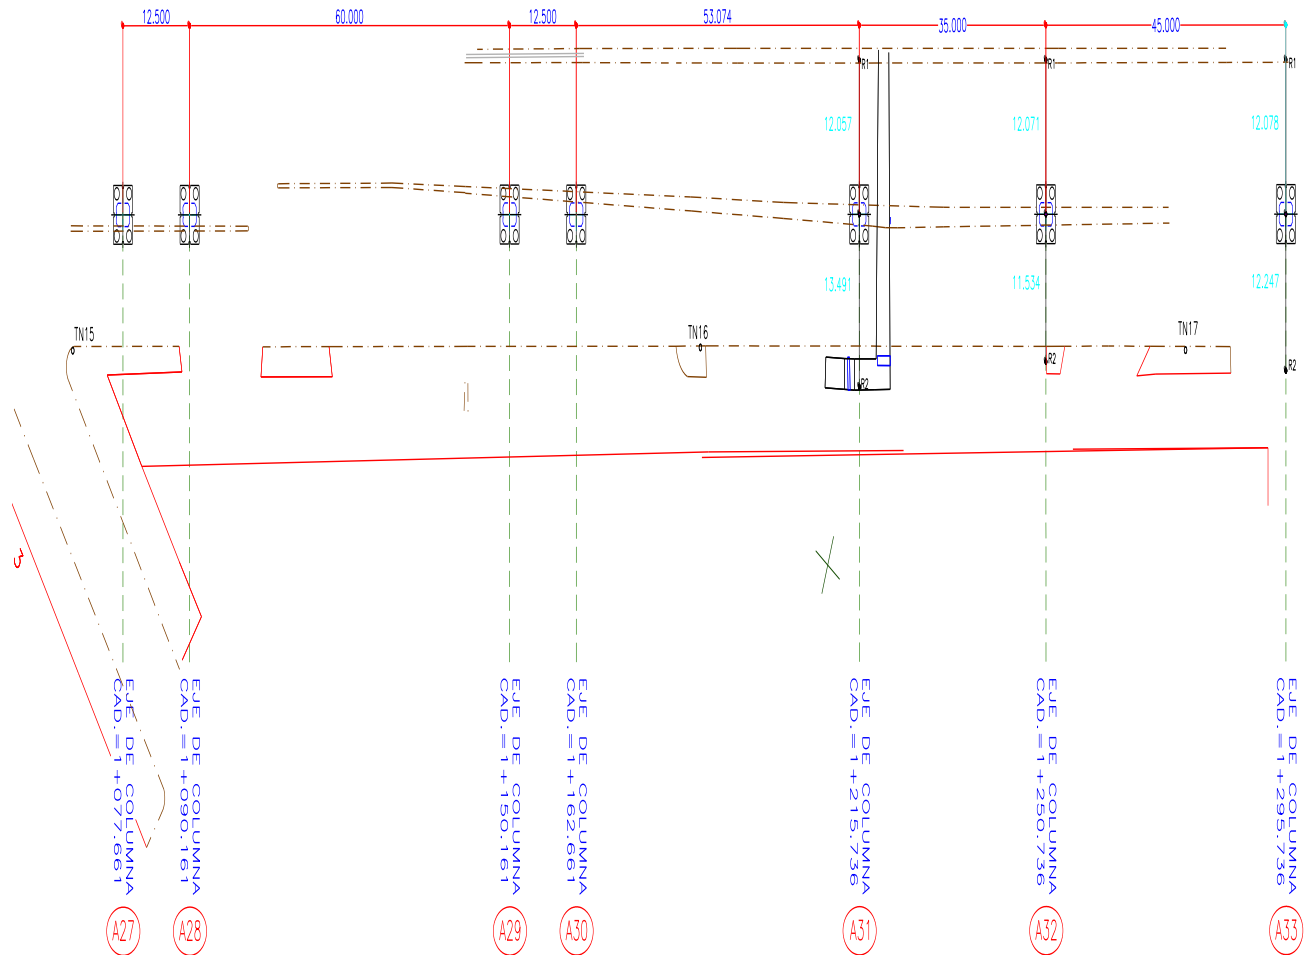 12.500
60.000
12.500
53.074
35.000
45.000
R1
R1
R1
12.057
12.071
12.078
13.491
11.534
12.247
TN15
TN16
TN17
R2
R2
R2
3
EJE DE COLUMNA
CAD.=1+077.661
EJE DE COLUMNA
CAD.=1+090.161
EJE DE COLUMNA
CAD.=1+150.161
EJE DE COLUMNA
CAD.=1+162.661
EJE DE COLUMNA
CAD.=1+215.736
EJE DE COLUMNA
CAD.=1+250.736
EJE DE COLUMNA
CAD.=1+295.736
A27
A28
A29
A30
A31
A32
A33